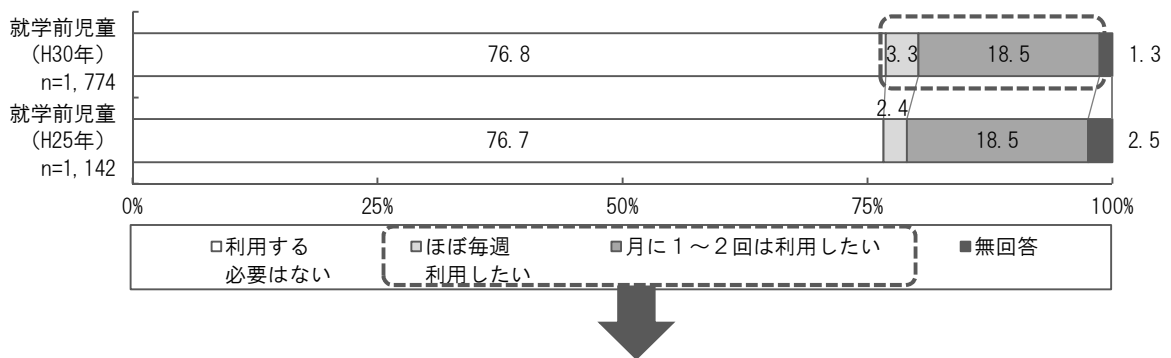 就学前児童
（H30年）
n=1,774
76.8
3.3
18.5
1.3
就学前児童
（H25年）
n=1,142
76.7
2.4
18.5
2.5
0%
25%
50%
75%
100%
利用する
必要はない
ほぼ毎週
利用したい
月に１～２回は利用したい
無回答